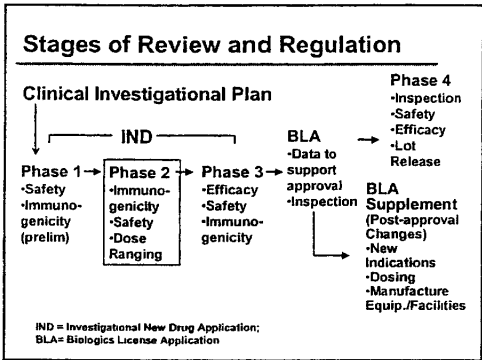 Stages of Review and Regulation
Clinical Investigational Plan
IND
Phase 1
•Safety
•Immuno-
genicity
(prelim)
Phase 2
•Immuno-
genicity
•Safety
•Dose
Ranging
Phase 3
•Efficacy
•Safety
•Immuno-
genicity
BLA
•Data to
support
approval
•Inspection
Phase 4
•Inspection
•Safety
•Efficacy
•Lot
Release
BLA
Supplement
(Post-approval
Changes)
•New
Indications
•Dosing
•Manufacture
Equip./Facilities
IND = Investigational New Drug Application;
BLA= Biologics License Application